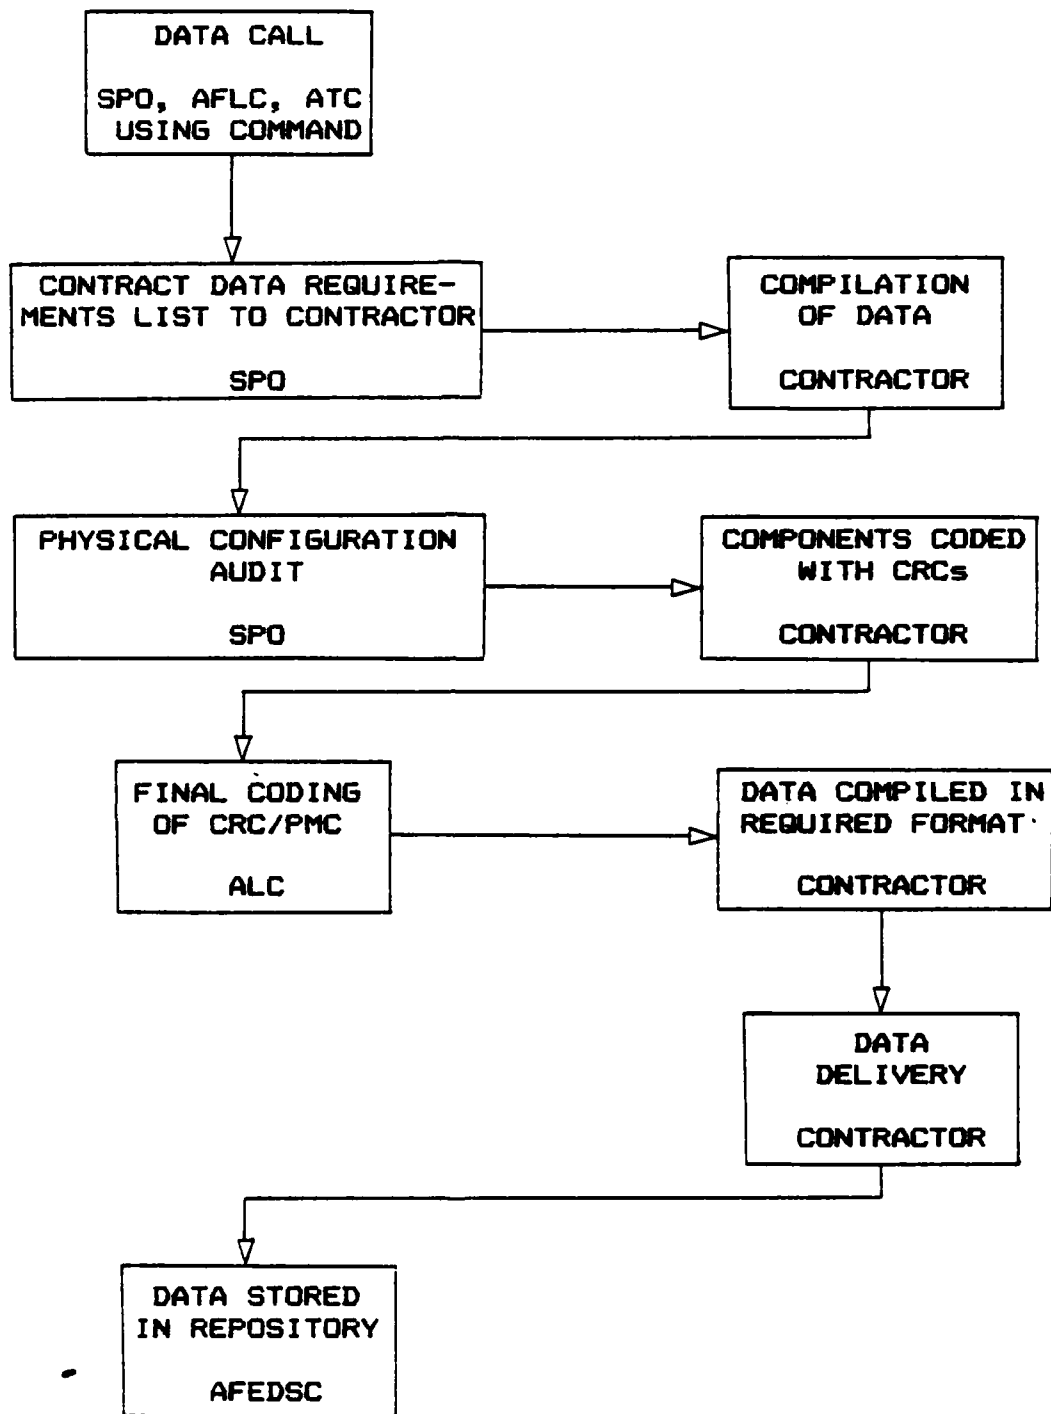 DATA CALL
SPO, AFLC, ATC
USING COMMAND
CONTRACT DATA REQUIRE-
MENTS LIST TO CONTRACTOR
SPO
COMPILATION
OF DATA
CONTRACTOR
PHYSICAL CONFIGURATION
AUDIT
SPO
COMPONENTS CODED
WITH CRCs
CONTRACTOR
FINAL CODING
OF CRC/PMC
ALC
DATA COMPILED IN
REQUIRED FORMAT
CONTRACTOR
DATA
DELIVERY
CONTRACTOR
DATA STORED
IN REPOSITORY
AFEDSC